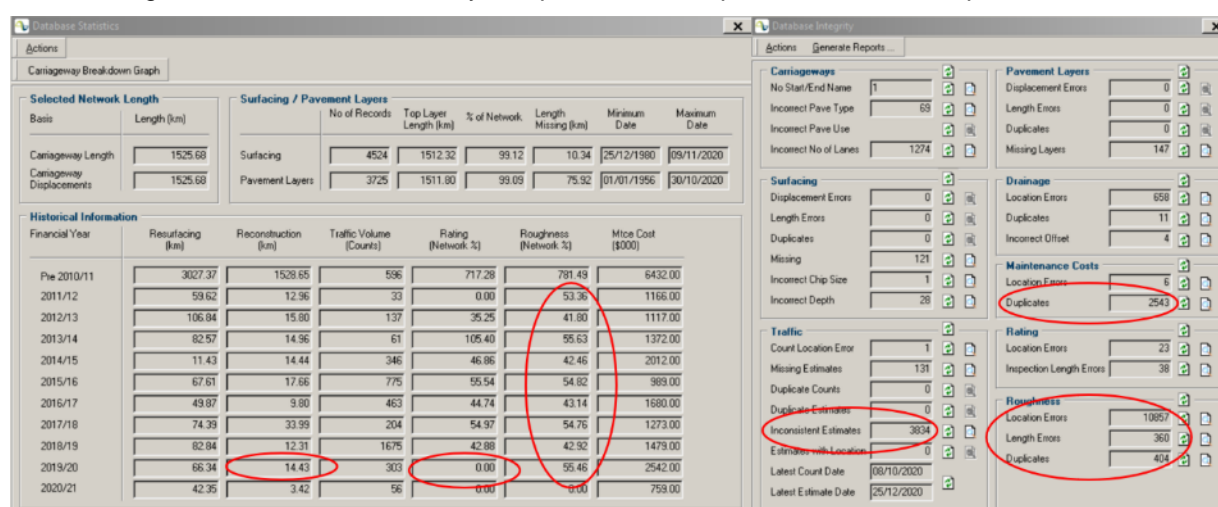 Database Statistics
Actions
Carriageway Breakdown Graph
Selected Network Length
Basis Length (km)
Carriageway Length 1525.68
Carriageway Displacements 1525.68
Surfacing / Pavement Layers
No of Records Top Layer Length (km) % of Network Length Missing (km) Minimum Date Maximum Date
Surfacing 4524 1512.32 99.12 10.34 25/12/1980 09/11/2020
Pavement Layers 3725 1511.80 99.09 75.92 01/01/1956 30/10/2020
Historical Information
Financial Year Resurfacing (km) Reconstruction (km) Traffic Volume (Counts) Rating (Network %) Roughness (Network %) Mtce Cost ($000)
Pre 2010/11 3027.37 1528.65 596 717.28 781.49 6432.00
2011/12 59.62 12.96 33 0.00 53.36 1166.00
2012/13 106.84 15.80 137 35.25 41.80 1117.00
2013/14 82.57 14.96 61 105.40 55.63 1372.00
2014/15 11.43 14.44 346 46.86 42.46 2012.00
2015/16 67.61 17.66 775 55.54 54.82 989.00
2016/17 49.87 9.80 463 44.74 43.14 1680.00
2017/18 74.39 33.99 204 54.97 54.76 1273.00
2018/19 82.84 12.31 1675 42.88 42.92 1479.00
2019/20 66.34 14.43 303 0.00 55.46 2542.00
2020/21 42.35 3.42 56 0.00 0.00 759.00
Database Integrity
Actions Generate Reports ...
Carriageways
No Start/End Name 1
Incorrect Pave Type 69
Incorrect Pave Use
Incorrect No of Lanes 1274
Surfacing
Displacement Errors 0
Length Errors 0
Duplicates 0
Missing 121
Incorrect Chip Size 1
Incorrect Depth 28
Traffic
Count Location Error 1
Missing Estimates 131
Duplicate Counts 0
Duplicate Estimates 0
Inconsistent Estimates 3834
Estimates with Location 0
Latest Count Date 08/10/2020
Latest Estimate Date 25/12/2020
Pavement Layers
Displacement Errors 0
Length Errors 0
Duplicates 0
Missing Layers 147
Drainage
Location Errors 658
Duplicates 11
Incorrect Offset 4
Maintenance Costs
Location Errors 6
Duplicates 2543
Rating
Location Errors 23
Inspection Length Errors 38
Roughness
Location Errors 10857
Length Errors 360
Duplicates 404